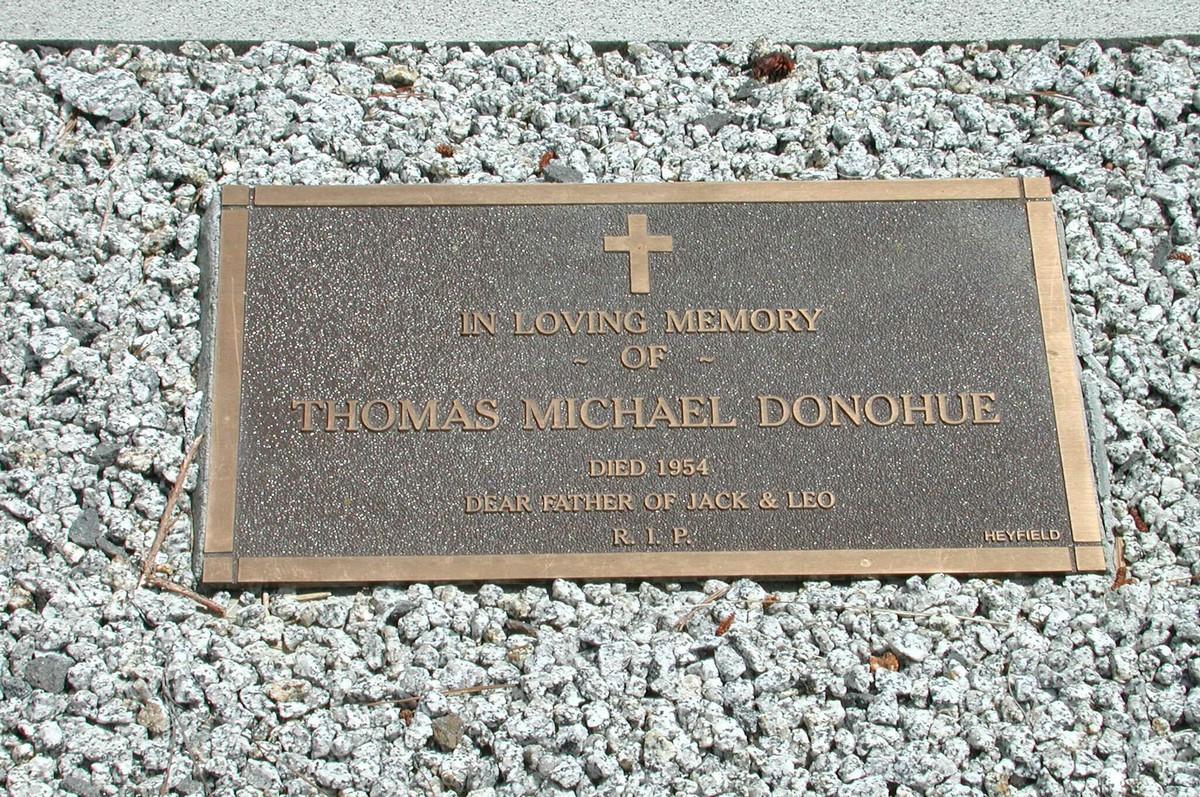 IN LOVING MEMORY
~ OF ~
THOMAS MICHAEL DONOHUE
DIED 1954
DEAR FATHER OF JACK & LEO
R. I. P.
HEYFIELD